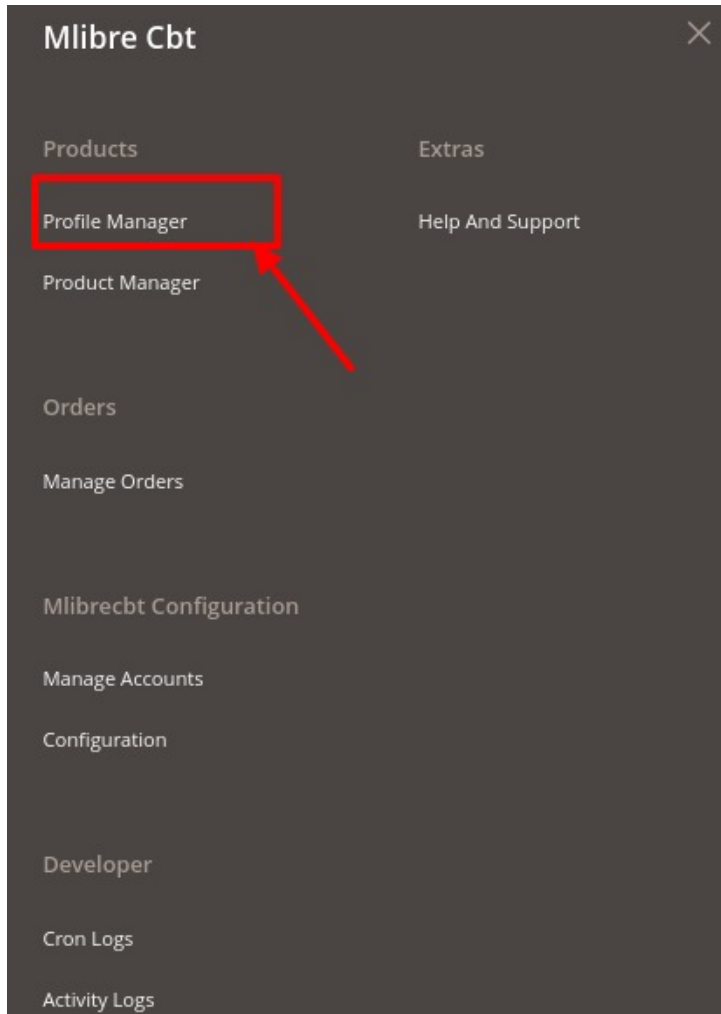 Mlibre Cbt
Products
Profile Manager
Product Manager
Orders
Manage Orders
Mlibrecbt Configuration
Manage Accounts
Configuration
Developer
Cron Logs
Activity Logs
Extras
Help And Support